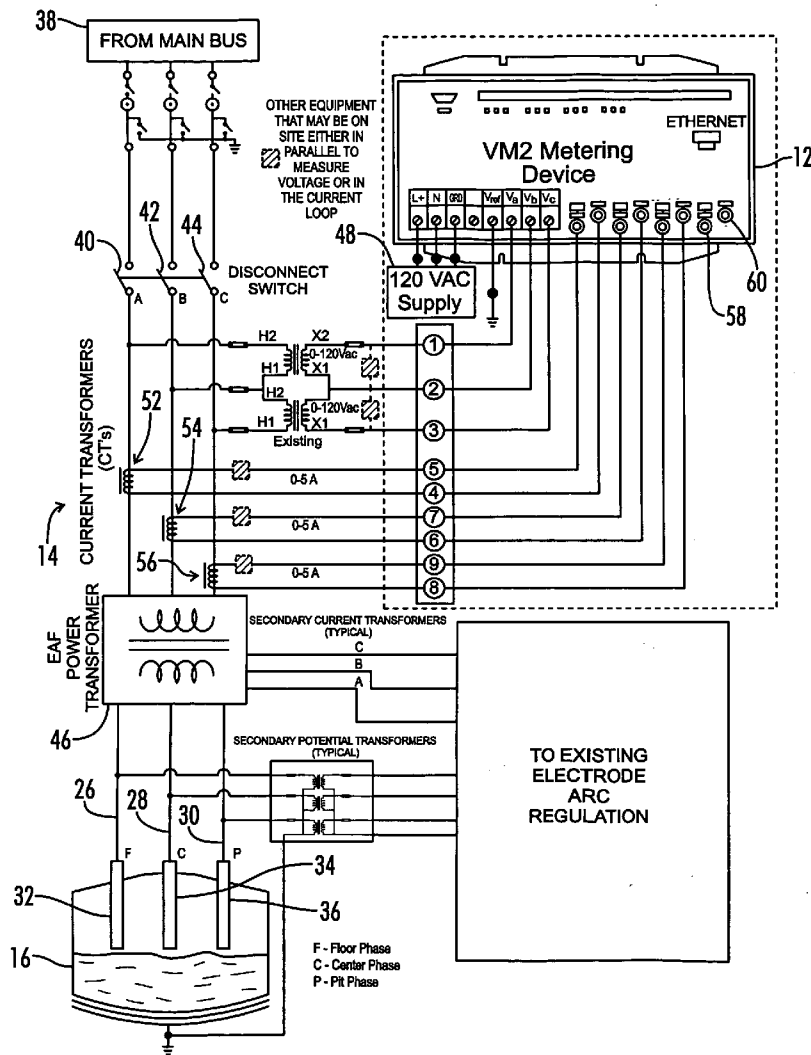 38
FROM MAIN BUS
OTHER EQUIPMENT
THAT MAY BE ON
SITE EITHER IN
PARALLEL TO
MEASURE
VOLTAGE OR IN
THE CURRENT
LOOP
ETHERNET
VM2 Metering
Device
12
L+ N GRD Vref Va Vb Vc
40
42
44
A
B
C
DISCONNECT
SWITCH
48
120 VAC
Supply
58
60
H2
X2
0-120Vac
H1
X1
H2
0-120Vac
H1
X1
Existing
1
2
3
5
4
7
6
9
8
CURRENT TRANSFORMERS
(CT's)
52
54
56
14
0-5 A
0-5 A
0-5 A
EAF
POWER
TRANSFORMER
46
SECONDARY CURRENT TRANSFORMERS
(TYPICAL)
C
B
A
SECONDARY POTENTIAL TRANSFORMERS
(TYPICAL)
TO EXISTING
ELECTRODE
ARC
REGULATION
26
28
30
F
C
P
32
34
36
16
F - Floor Phase
C - Center Phase
P - Pit Phase